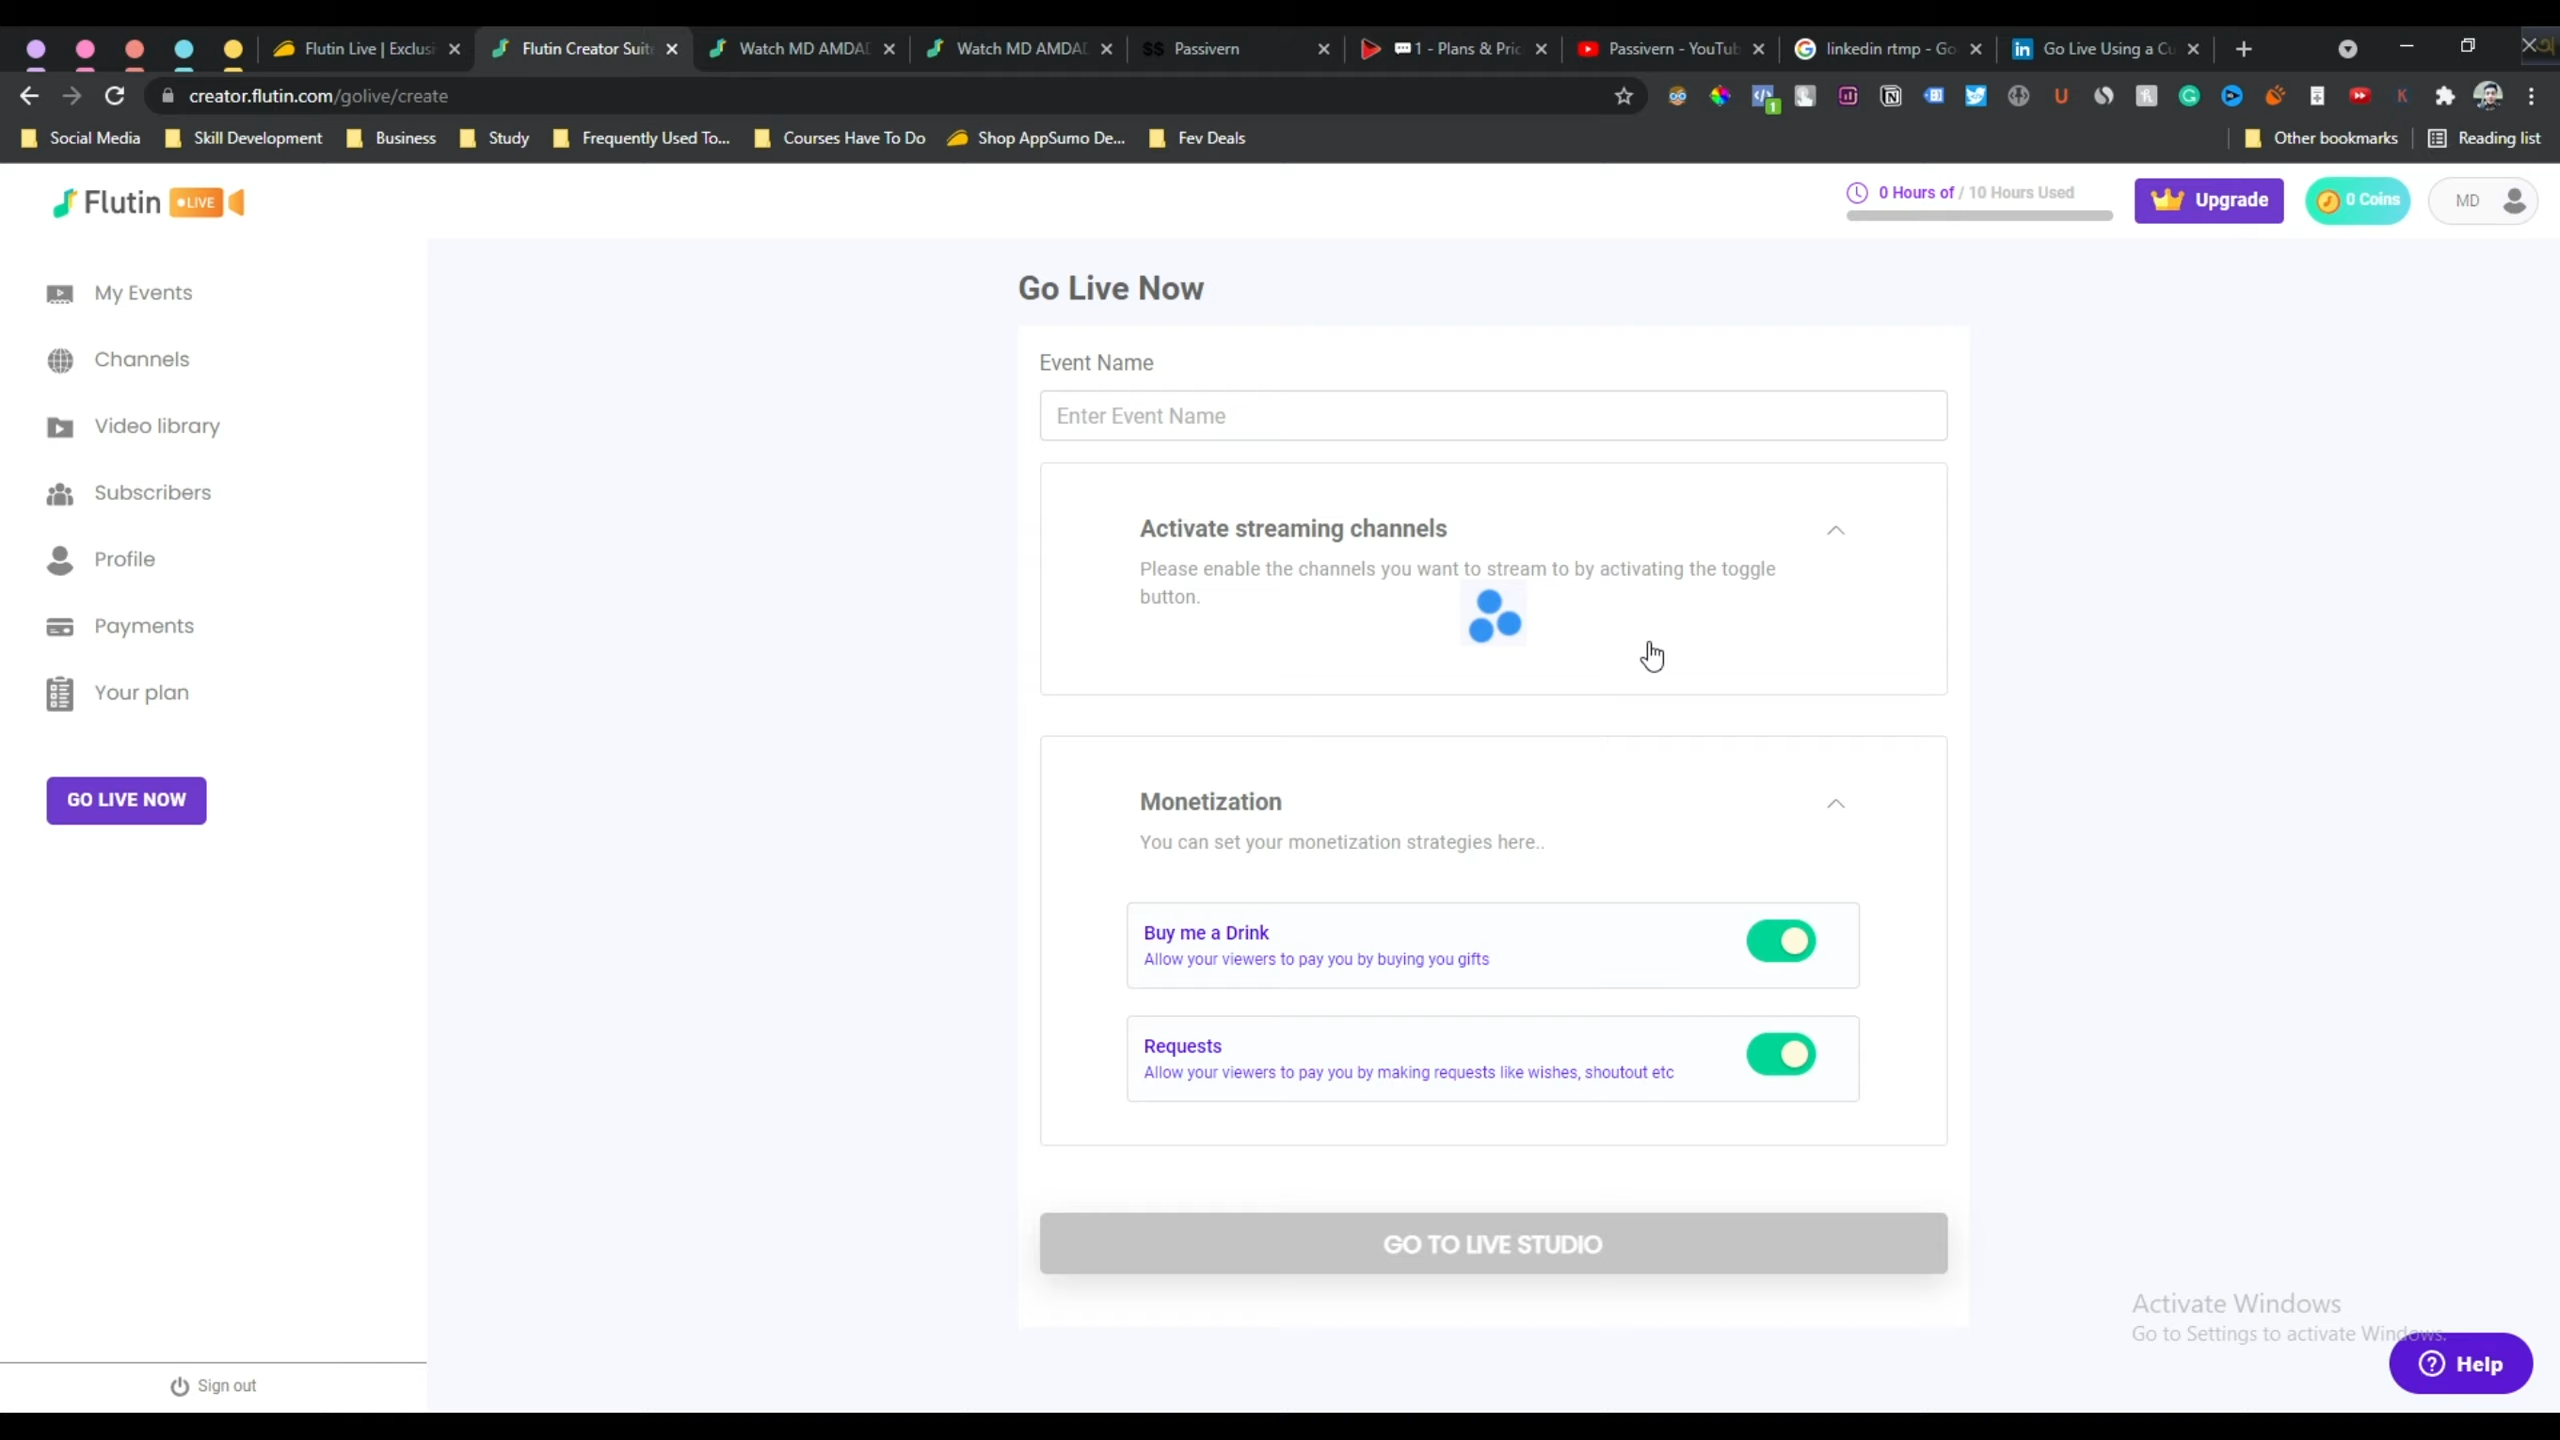 Flutin Live | Exclusi
Flutin Creator Suit
Watch MD AMDAI
Watch MD AMDAI
$$ Passivern
1 - Plans & Pric
Passivern - YouTub
linkedin rtmp - Go
Go Live Using a Cu
creator.flutin.com/golive/create
1
Social Media
Skill Development
Business
Study
Frequently Used To...
Courses Have To Do
Shop AppSumo De...
Fev Deals
Other bookmarks
Reading list
Flutin LIVE
0 Hours of / 10 Hours Used
Upgrade
0 Coins
MD
My Events
Channels
Video library
Subscribers
Profile
Payments
Your plan
GO LIVE NOW
Sign out
Go Live Now
Event Name
Enter Event Name
Activate streaming channels
Please enable the channels you want to stream to by activating the toggle
button.
Monetization
You can set your monetization strategies here..
Buy me a Drink
Allow your viewers to pay you by buying you gifts
Requests
Allow your viewers to pay you by making requests like wishes, shoutout etc
GO TO LIVE STUDIO
Activate Windows
Go to Settings to activate Windows.
Help